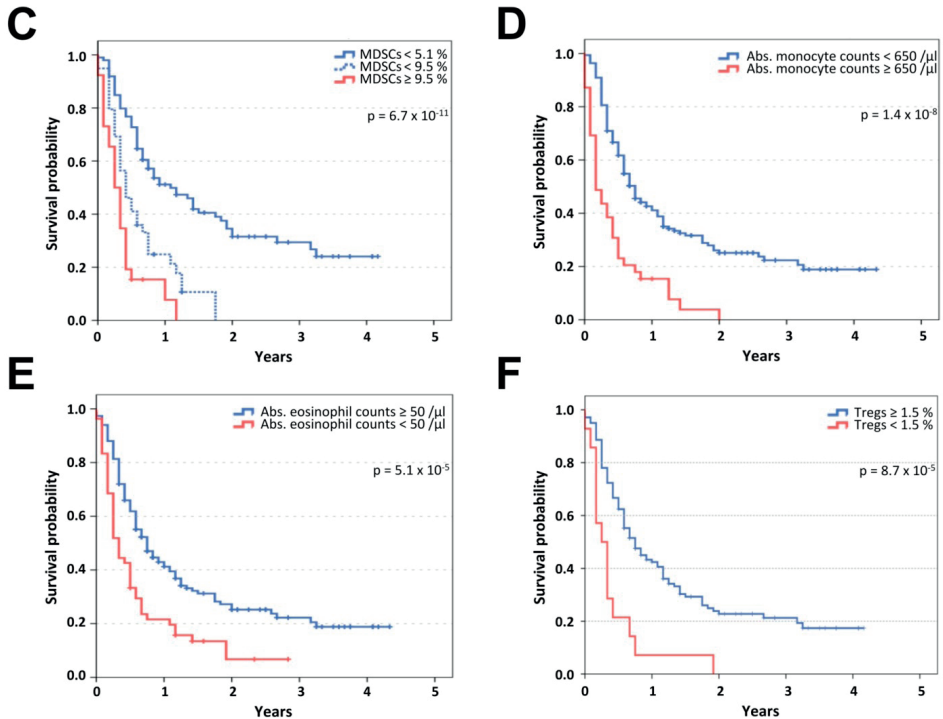 C
MDSCs < 5.1 %
MDSCs < 9.5 %
MDSCs ≥ 9.5 %
p = 6.7 x 10⁻¹¹
Survival probability
1.0
0.8
0.6
0.4
0.2
0.0
0 1 2 3 4 5
Years
D
Abs. monocyte counts < 650 /µl
Abs. monocyte counts ≥ 650 /µl
p = 1.4 x 10⁻⁸
Survival probability
1.0
0.8
0.6
0.4
0.2
0.0
0 1 2 3 4 5
Years
E
Abs. eosinophil counts ≥ 50 /µl
Abs. eosinophil counts < 50 /µl
p = 5.1 x 10⁻⁵
Survival probability
1.0
0.8
0.6
0.4
0.2
0.0
0 1 2 3 4 5
Years
F
Tregs ≥ 1.5 %
Tregs < 1.5 %
p = 8.7 x 10⁻⁵
Survival probability
1.0
0.8
0.6
0.4
0.2
0.0
0 1 2 3 4 5
Years